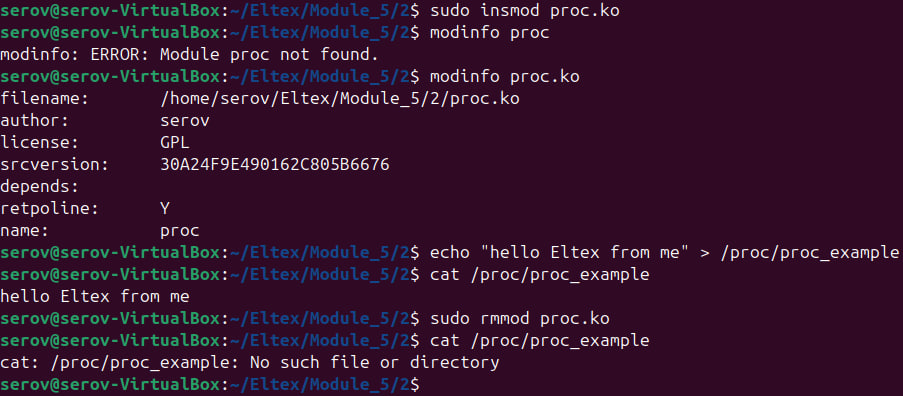 serov@serov-VirtualBox:~/Eltex/Module_5/2$ sudo insmod proc.ko
serov@serov-VirtualBox:~/Eltex/Module_5/2$ modinfo proc
modinfo: ERROR: Module proc not found.
serov@serov-VirtualBox:~/Eltex/Module_5/2$ modinfo proc.ko
filename:       /home/serov/Eltex/Module_5/2/proc.ko
author:         serov
license:        GPL
srcversion:     30A24F9E490162C805B6676
depends:
retpoline:      Y
name:           proc
serov@serov-VirtualBox:~/Eltex/Module_5/2$ echo "hello Eltex from me" > /proc/proc_example
serov@serov-VirtualBox:~/Eltex/Module_5/2$ cat /proc/proc_example
hello Eltex from me
serov@serov-VirtualBox:~/Eltex/Module_5/2$ sudo rmmod proc.ko
serov@serov-VirtualBox:~/Eltex/Module_5/2$ cat /proc/proc_example
cat: /proc/proc_example: No such file or directory
serov@serov-VirtualBox:~/Eltex/Module_5/2$